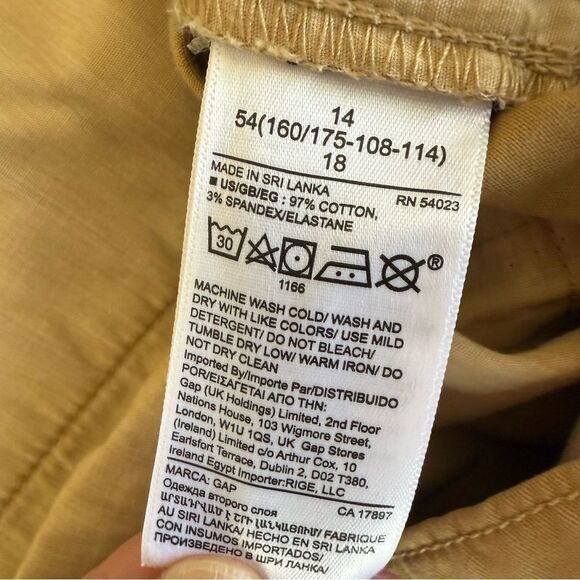 14
54(160/175-108-114)
18
MADE IN SRI LANKA RN 54023
■ US/GB/EG : 97% COTTON,
3% SPANDEX/ELASTANE
30
®
1166
MACHINE WASH COLD/ WASH AND
DRY WITH LIKE COLORS/ USE MILD
DETERGENT/ DO NOT BLEACH/
TUMBLE DRY LOW/ WARM IRON/ DO
NOT DRY CLEAN
Imported By/Importe Par/DISTRIBUIDO
POR/ΕΙΣΑΓΕΤΑΙ ΑΠΟ ΤΗΝ:
Gap (UK Holdings) Limited, 2nd Floor
Nations House, 103 Wigmore Street,
London, W1U 1QS, UK Gap Stores
(Ireland) Limited c/o Arthur Cox, 10
Earlsfort Terrace, Dublin 2, D02 T380,
Ireland Egypt Importer:RIGE, LLC
MARCA: GAP CA 17897
Одежда второго слоя
ԱՐՏԱԴՐՎԱԾ Է ՇՐԻ ԼԱՆԿԱՅՈՒՄ/ FABRIQUE
AU SRI LANKA/ HECHO EN SRI LANKA
CON INSUMOS IMPORTADOS/
ПРОИЗВЕДЕНО В ШРИ ЛАНКА/